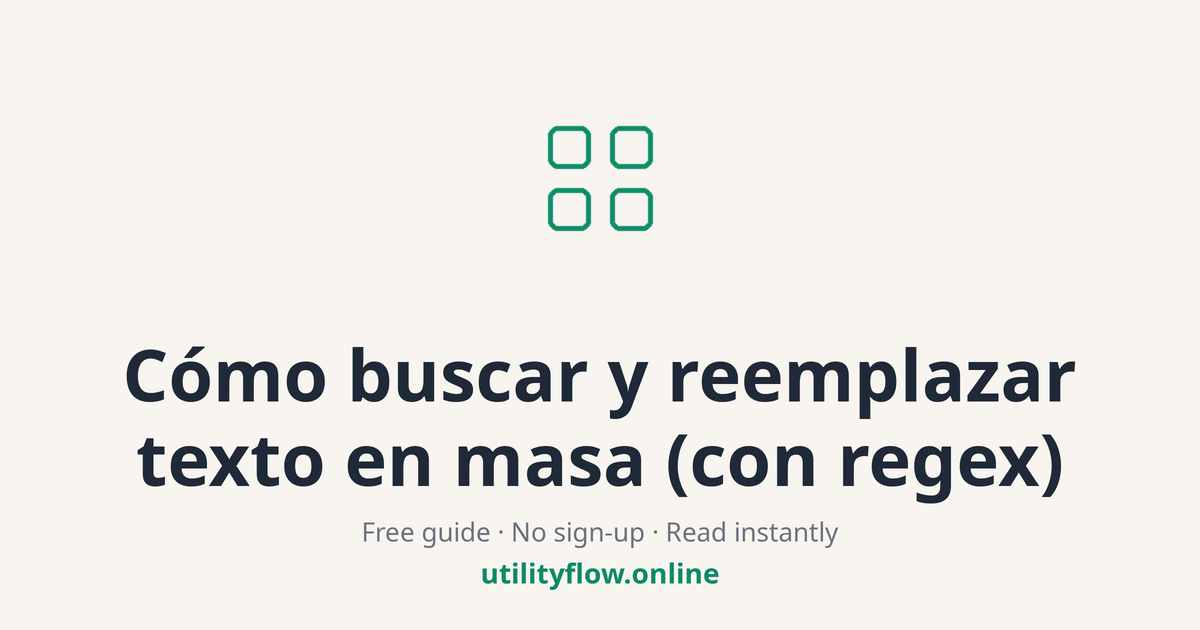 Cómo buscar y reemplazar
texto en masa (con regex)
Free guide · No sign-up · Read instantly
utilityflow.online